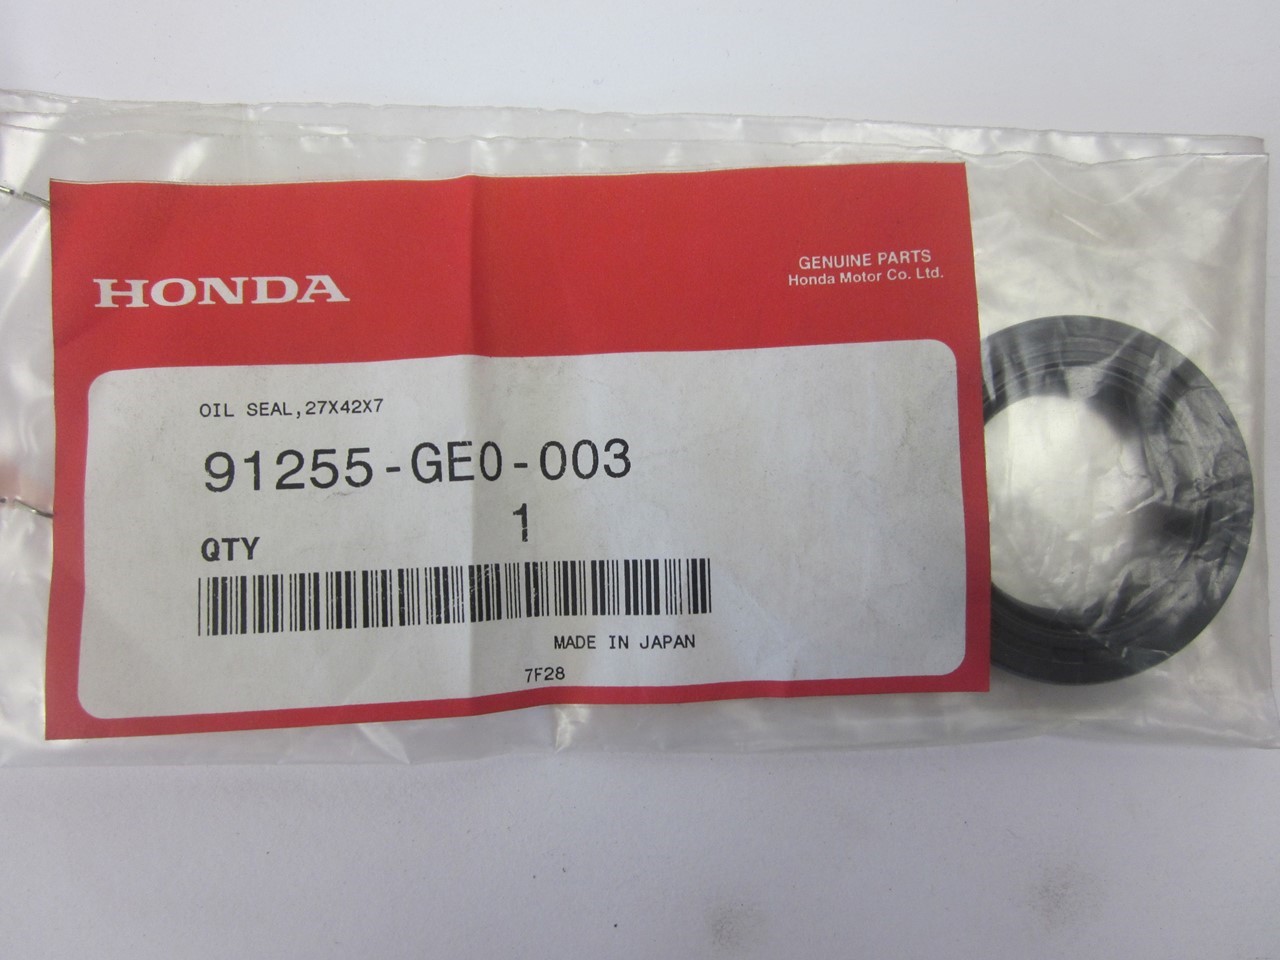 HONDA
GENUINE PARTS
Honda Motor Co. Ltd.
OIL SEAL,27X42X7
91255-GE0-003
1
QTY
MADE IN JAPAN
7F28